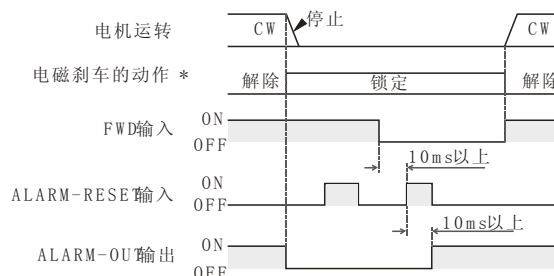 电机运转 CW 停止 CW
电磁刹车的动作 * 解除 锁定 解除
FWD输入 ON
OFF
10ms以上
ALARM-RESET输入 ON
OFF
10ms以上
ALARM-OUT输出 ON
OFF